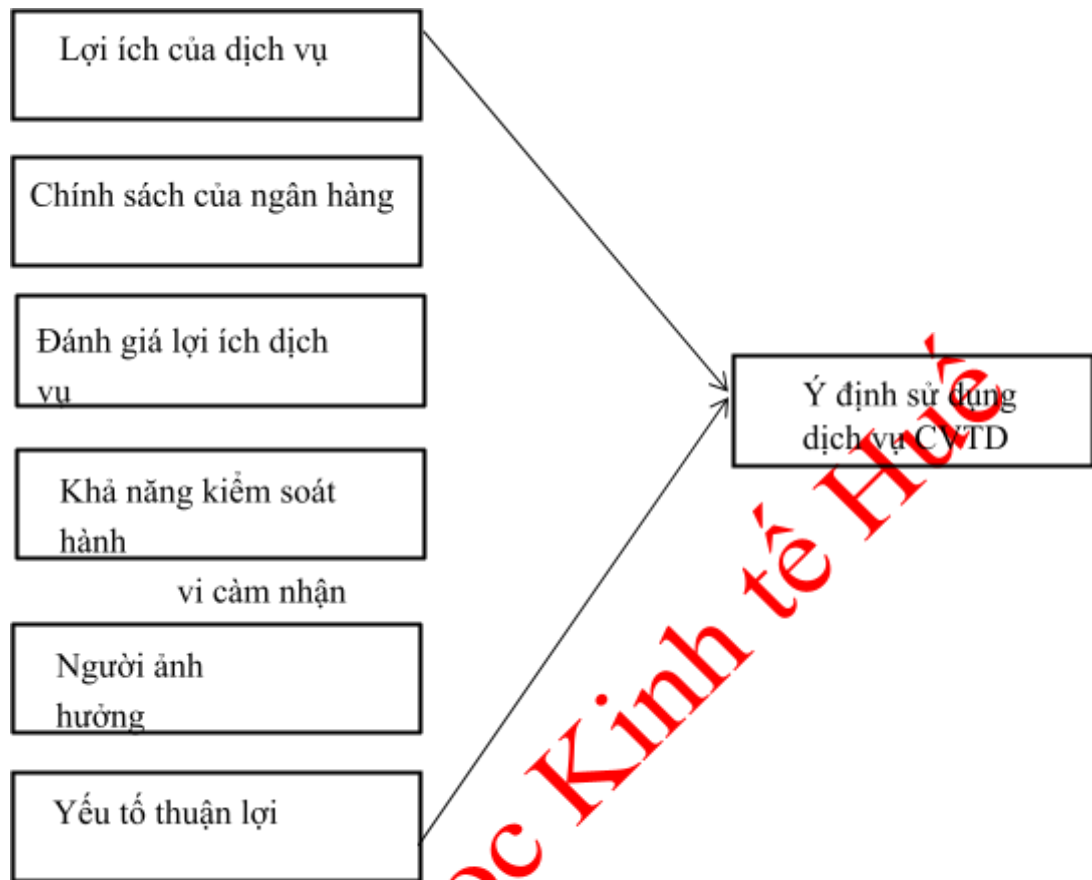 Lợi ích của dịch vụ
Chính sách của ngân hàng
Đánh giá lợi ích dịch
vụ
Khả năng kiểm soát
hành
vi cảm nhận
Người ảnh
hưởng
Yếu tố thuận lợi
Ý định sử dụng
dịch vụ CVTD
ọc Kinh tế Huế